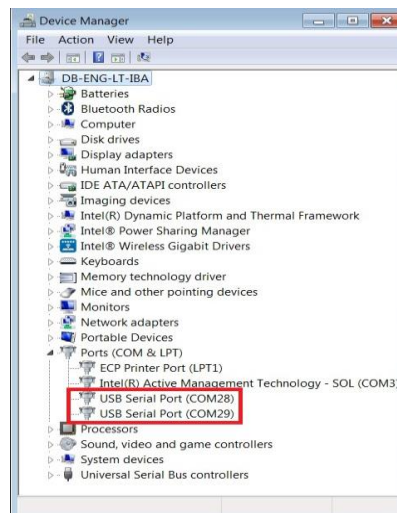 Device Manager
File Action View Help
DB-ENG-LT-IBA
Batteries
Bluetooth Radios
Computer
Disk drives
Display adapters
Human Interface Devices
IDE ATA/ATAPI controllers
Imaging devices
Intel(R) Dynamic Platform and Thermal Framework
Intel® Power Sharing Manager
Intel® Wireless Gigabit Drivers
Keyboards
Memory technology driver
Mice and other pointing devices
Monitors
Network adapters
Portable Devices
Ports (COM & LPT)
ECP Printer Port (LPT1)
Intel(R) Active Management Technology - SOL (COM3)
USB Serial Port (COM28)
USB Serial Port (COM29)
Processors
Sound, video and game controllers
System devices
Universal Serial Bus controllers